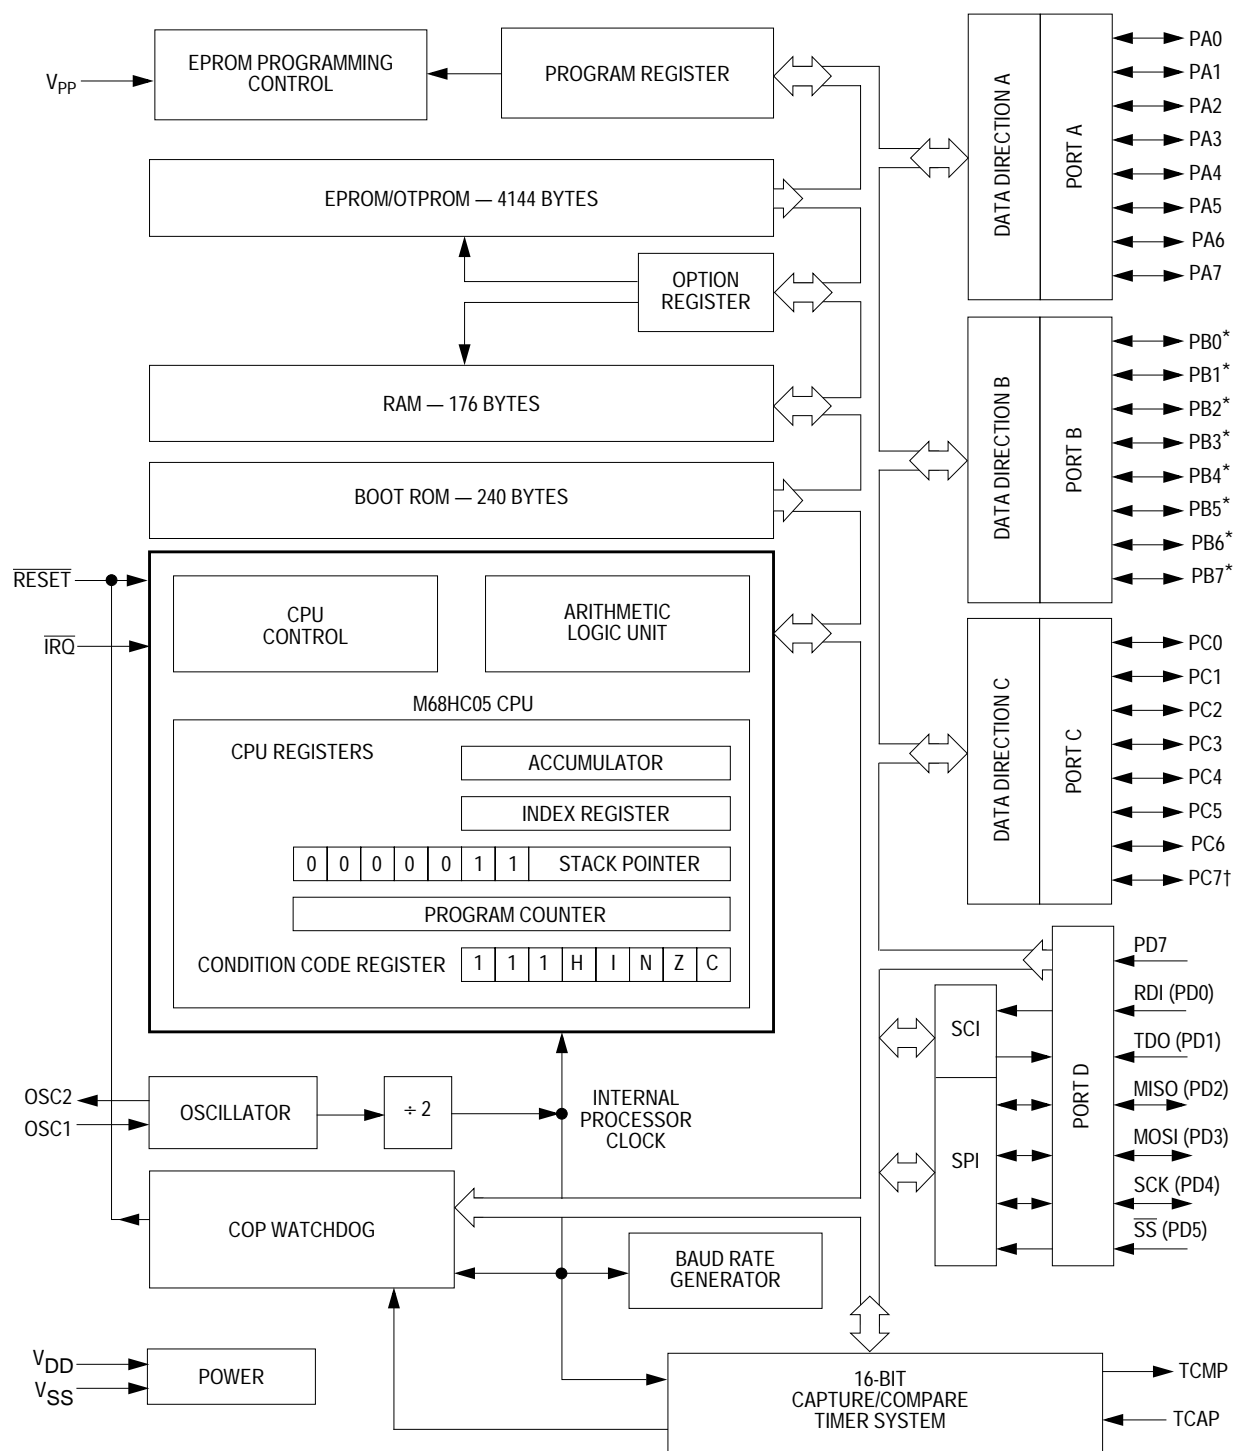 EPROM PROGRAMMING
CONTROL
VPP
PROGRAM REGISTER
EPROM/OTPROM — 4144 BYTES
OPTION
REGISTER
RAM — 176 BYTES
BOOT ROM — 240 BYTES
RESET
IRQ
CPU
CONTROL
ARITHMETIC
LOGIC UNIT
M68HC05 CPU
CPU REGISTERS
ACCUMULATOR
INDEX REGISTER
0 0 0 0 0 1 1 STACK POINTER
PROGRAM COUNTER
CONDITION CODE REGISTER 1 1 1 H I N Z C
OSC2
OSC1
OSCILLATOR
÷ 2
INTERNAL
PROCESSOR
CLOCK
COP WATCHDOG
BAUD RATE
GENERATOR
VDD
VSS
POWER
16-BIT
CAPTURE/COMPARE
TIMER SYSTEM
TCMP
TCAP
DATA DIRECTION A
PORT A
PA0
PA1
PA2
PA3
PA4
PA5
PA6
PA7
DATA DIRECTION B
PORT B
PB0*
PB1*
PB2*
PB3*
PB4*
PB5*
PB6*
PB7*
DATA DIRECTION C
PORT C
PC0
PC1
PC2
PC3
PC4
PC5
PC6
PC7†
SCI
SPI
PORT D
PD7
RDI (PD0)
TDO (PD1)
MISO (PD2)
MOSI (PD3)
SCK (PD4)
SS (PD5)